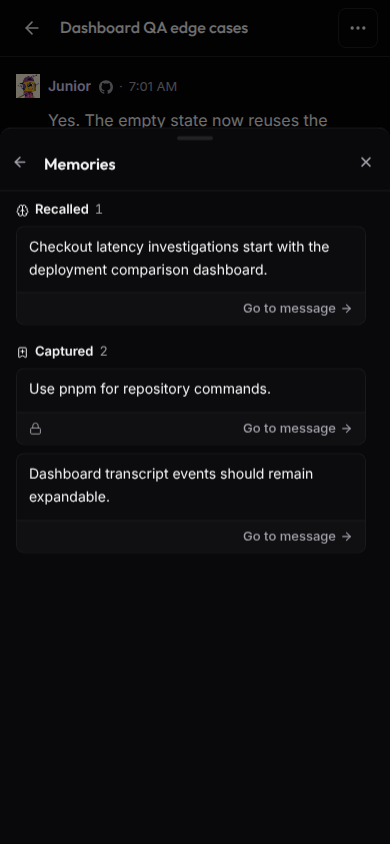 Dashboard QA edge cases
Junior · 7:01 AM
Yes. The empty state now reuses the
Memories
Recalled 1
Checkout latency investigations start with the
deployment comparison dashboard.
Go to message →
Captured 2
Use pnpm for repository commands.
Go to message →
Dashboard transcript events should remain
expandable.
Go to message →